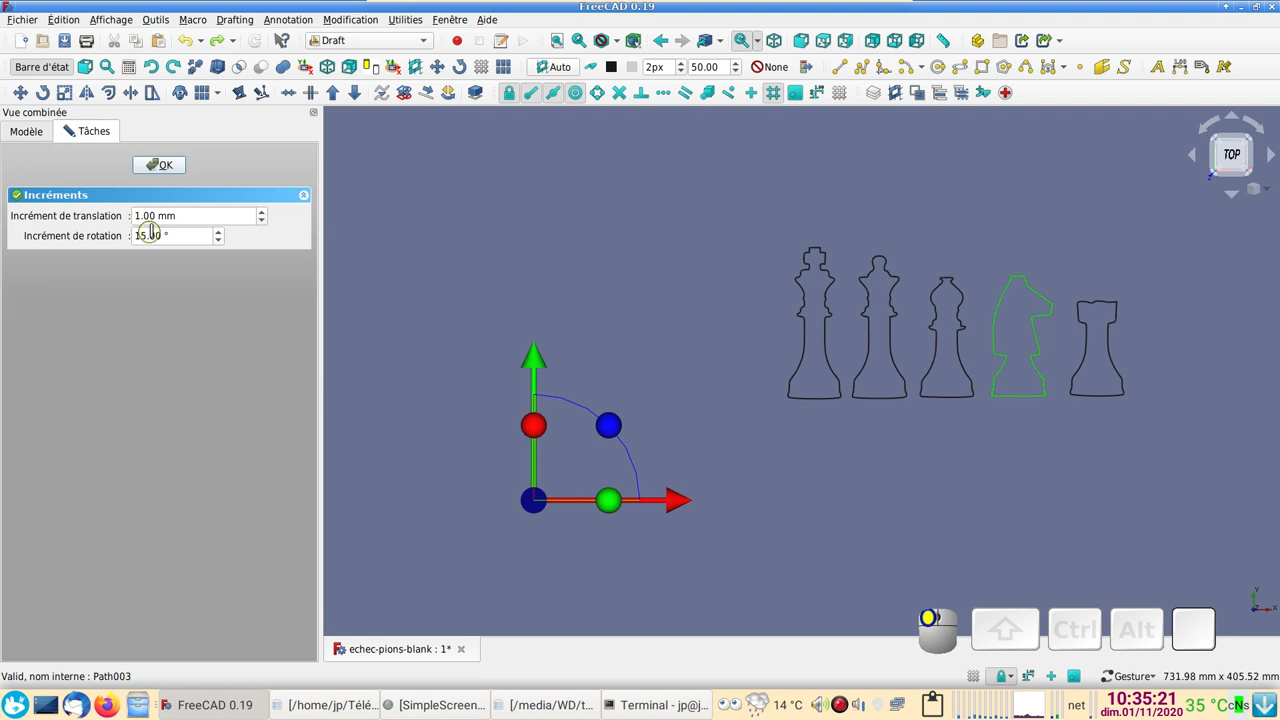 FreeCAD 0.19
Fichier Édition Affichage Outils Macro Drafting Annotation Modification Utilities Fenêtre Aide
Draft
Barre d'état Auto 2px 50.00 None
Vue combinée
Modèle Tâches
OK
Incréments
Incrément de translation : 1.00 mm
Incrément de rotation : 15.00 °
TOP
Y
X
Ctrl Alt
echec-pions-blank : 1*
Valid, nom interne : Path003 Gesture 731.98 mm x 405.52 mm
FreeCAD 0.19 [/home/jp/Télé... [SimpleScreen... [/media/WD/t... Terminal - jp@j... 14 °C net 10:35:21 35 °C
dim.01/11/2020